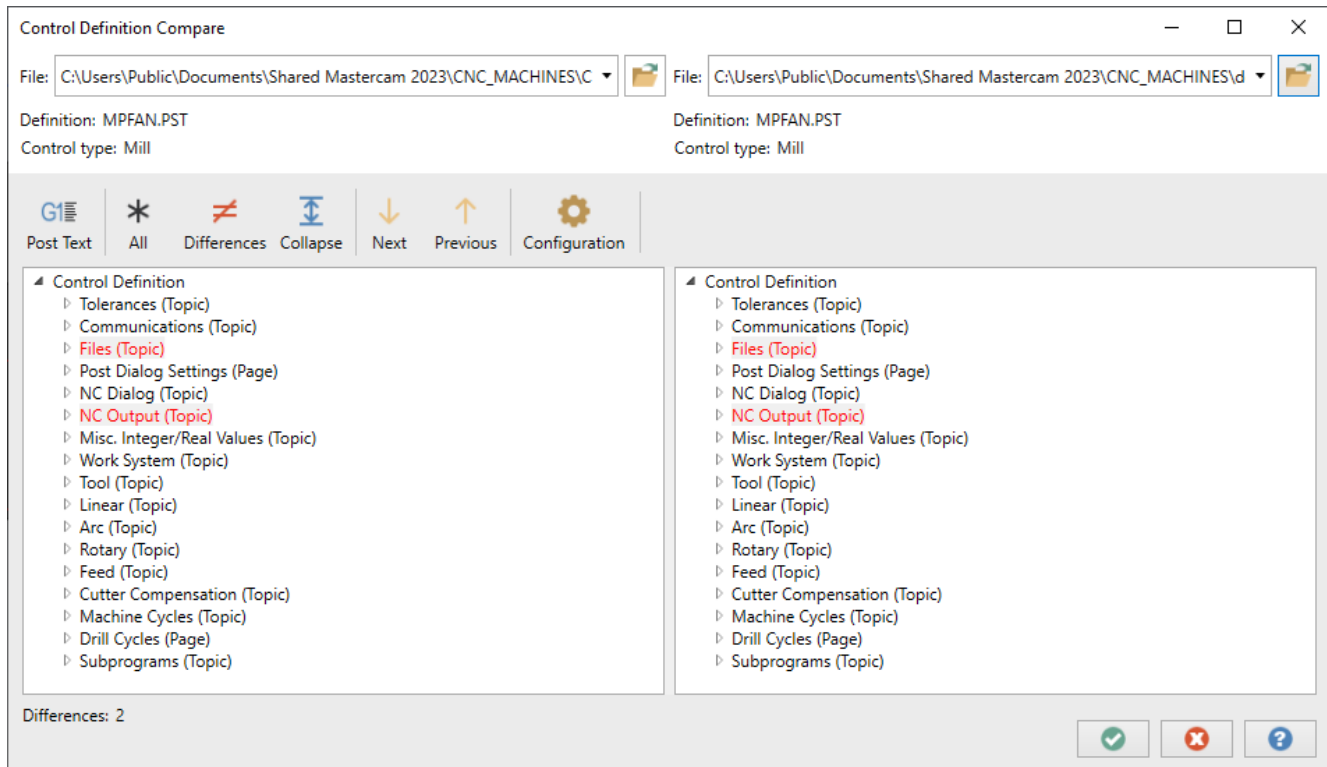 Control Definition Compare
File: C:\Users\Public\Documents\Shared Mastercam 2023\CNC_MACHINES\C
File: C:\Users\Public\Documents\Shared Mastercam 2023\CNC_MACHINES\d
Definition: MPFAN.PST
Definition: MPFAN.PST
Control type: Mill
Control type: Mill
G1
Post Text All Differences Collapse Next Previous Configuration
Control Definition
Tolerances (Topic)
Communications (Topic)
Files (Topic)
Post Dialog Settings (Page)
NC Dialog (Topic)
NC Output (Topic)
Misc. Integer/Real Values (Topic)
Work System (Topic)
Tool (Topic)
Linear (Topic)
Arc (Topic)
Rotary (Topic)
Feed (Topic)
Cutter Compensation (Topic)
Machine Cycles (Topic)
Drill Cycles (Page)
Subprograms (Topic)
Control Definition
Tolerances (Topic)
Communications (Topic)
Files (Topic)
Post Dialog Settings (Page)
NC Dialog (Topic)
NC Output (Topic)
Misc. Integer/Real Values (Topic)
Work System (Topic)
Tool (Topic)
Linear (Topic)
Arc (Topic)
Rotary (Topic)
Feed (Topic)
Cutter Compensation (Topic)
Machine Cycles (Topic)
Drill Cycles (Page)
Subprograms (Topic)
Differences: 2